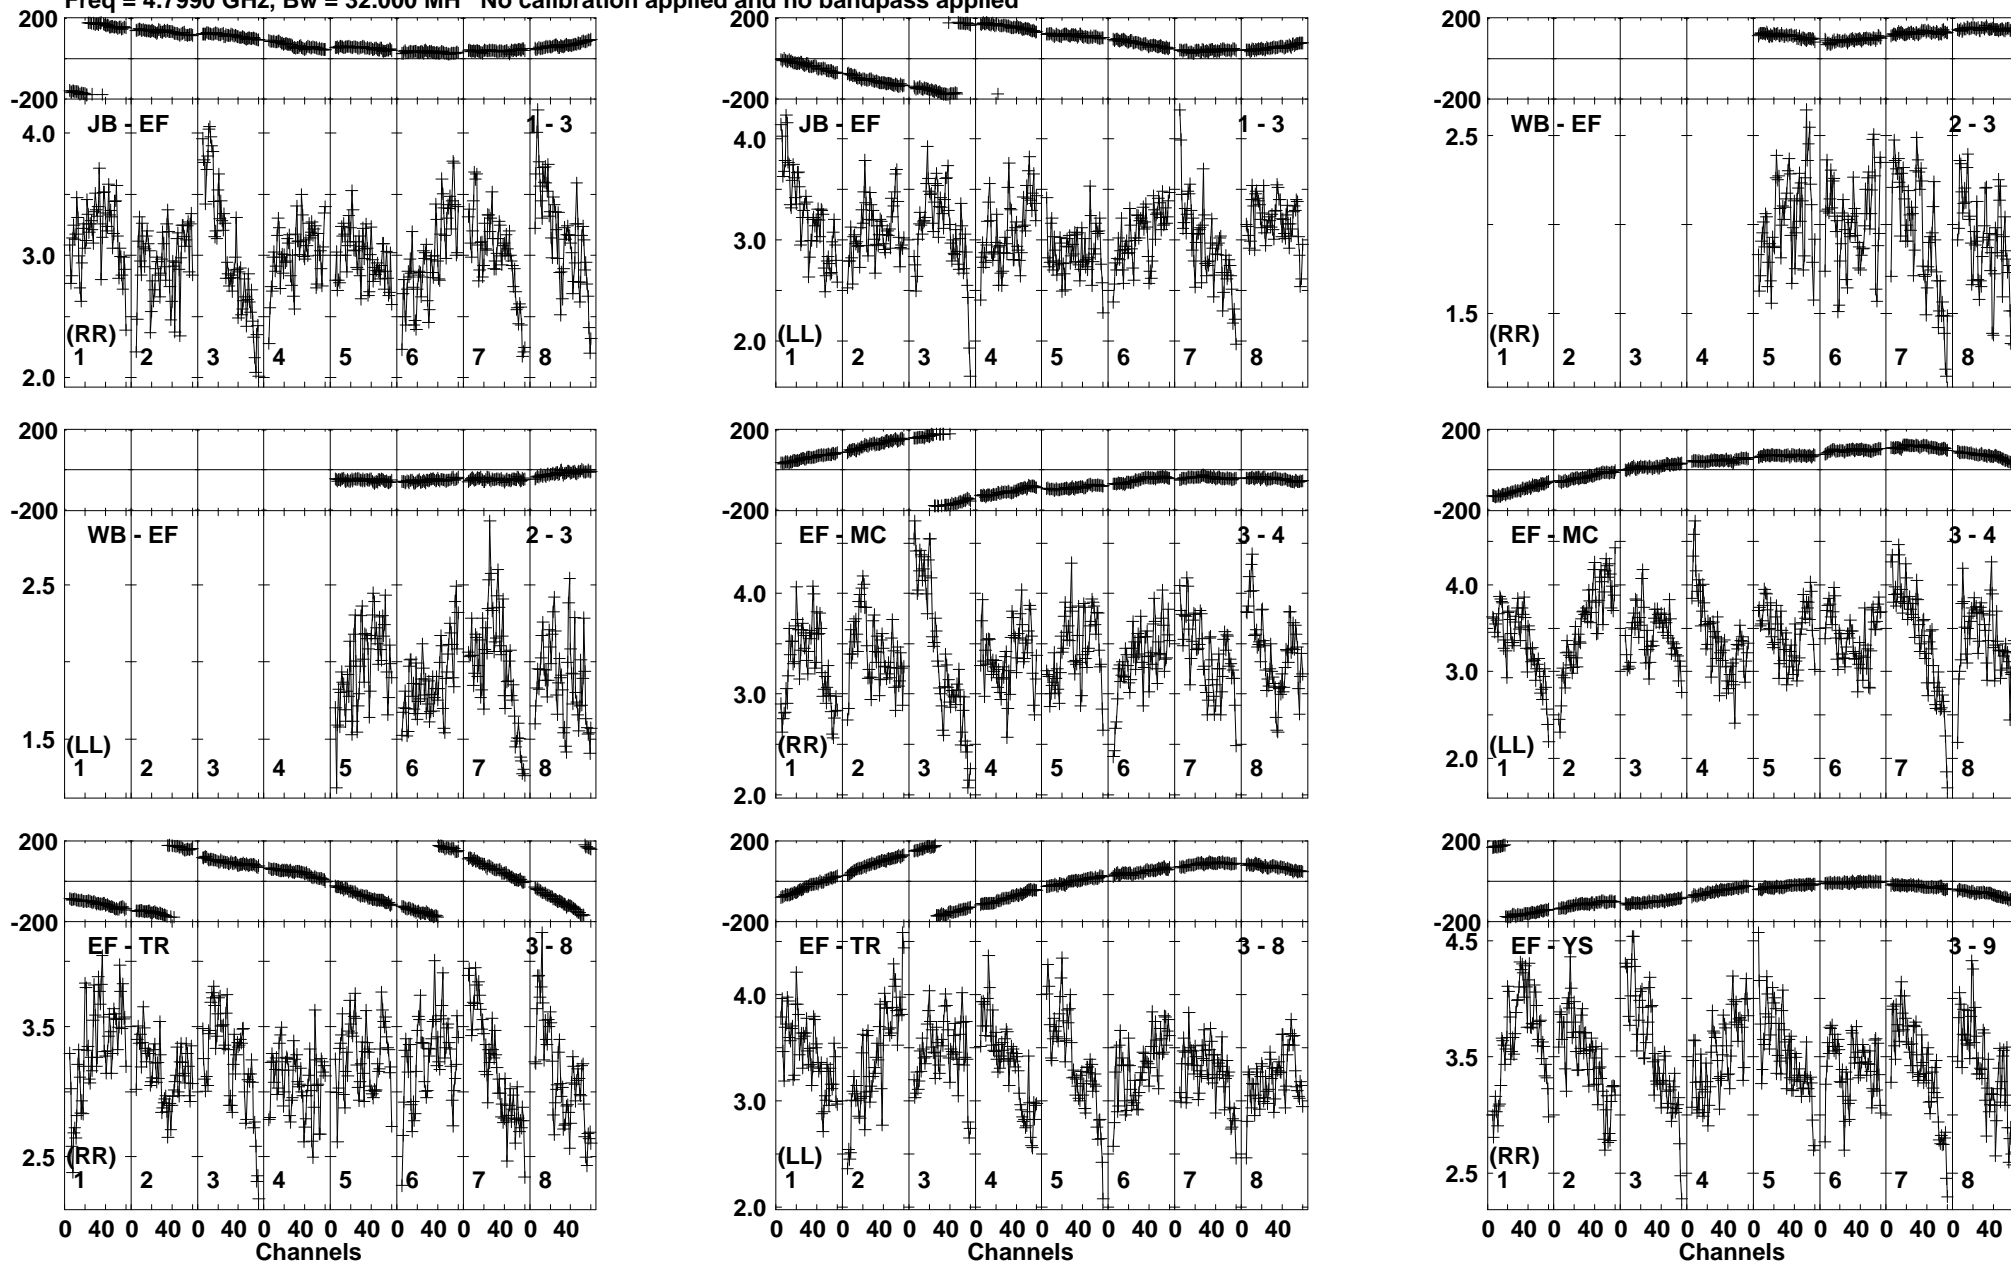 Freq = 4.7990 GHz, Bw = 32.000 MH No calibration applied and no bandpass applied
200
-200
JB - EF
1 - 3
4.0
3.0
2.0
(RR)
1 2 3 4 5 6 7 8
200
-200
JB - EF
1 - 3
4.0
3.0
2.0
(LL)
1 2 3 4 5 6 7 8
200
-200
WB - EF
2 - 3
2.5
1.5
(RR)
1 2 3 4 5 6 7 8
200
-200
WB - EF
2 - 3
2.5
1.5
(LL)
1 2 3 4 5 6 7 8
200
-200
EF - MC
3 - 4
4.0
3.0
2.0
(RR)
1 2 3 4 5 6 7 8
200
-200
EF - MC
3 - 4
4.0
3.0
2.0
(LL)
1 2 3 4 5 6 7 8
200
-200
EF - TR
3 - 8
3.5
2.5
(RR)
1 2 3 4 5 6 7 8
0 40 0 40 0 40 0 40 0 40 0 40 0 40 0 40
Channels
200
-200
EF - TR
3 - 8
4.0
3.0
2.0
(LL)
1 2 3 4 5 6 7 8
0 40 0 40 0 40 0 40 0 40 0 40 0 40 0 40
Channels
200
-200
EF - YS
3 - 9
4.5
3.5
2.5
(RR)
1 2 3 4 5 6 7 8
0 40 0 40 0 40 0 40 0 40 0 40 0 40 0 40
Channels